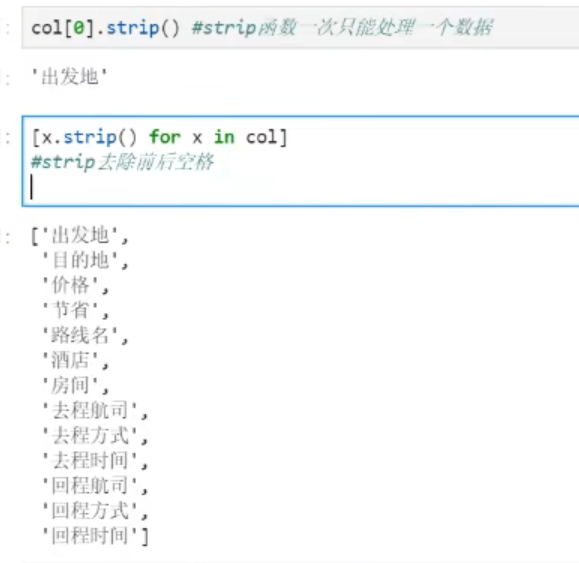 col[0].strip() #strip函数一次只能处理一个数据
'出发地'
[x.strip() for x in col]
#strip去除前后空格
['出发地',
'目的地',
'价格',
'节省',
'路线名',
'酒店',
'房间',
'去程航司',
'去程方式',
'去程时间',
'回程航司',
'回程方式',
'回程时间']